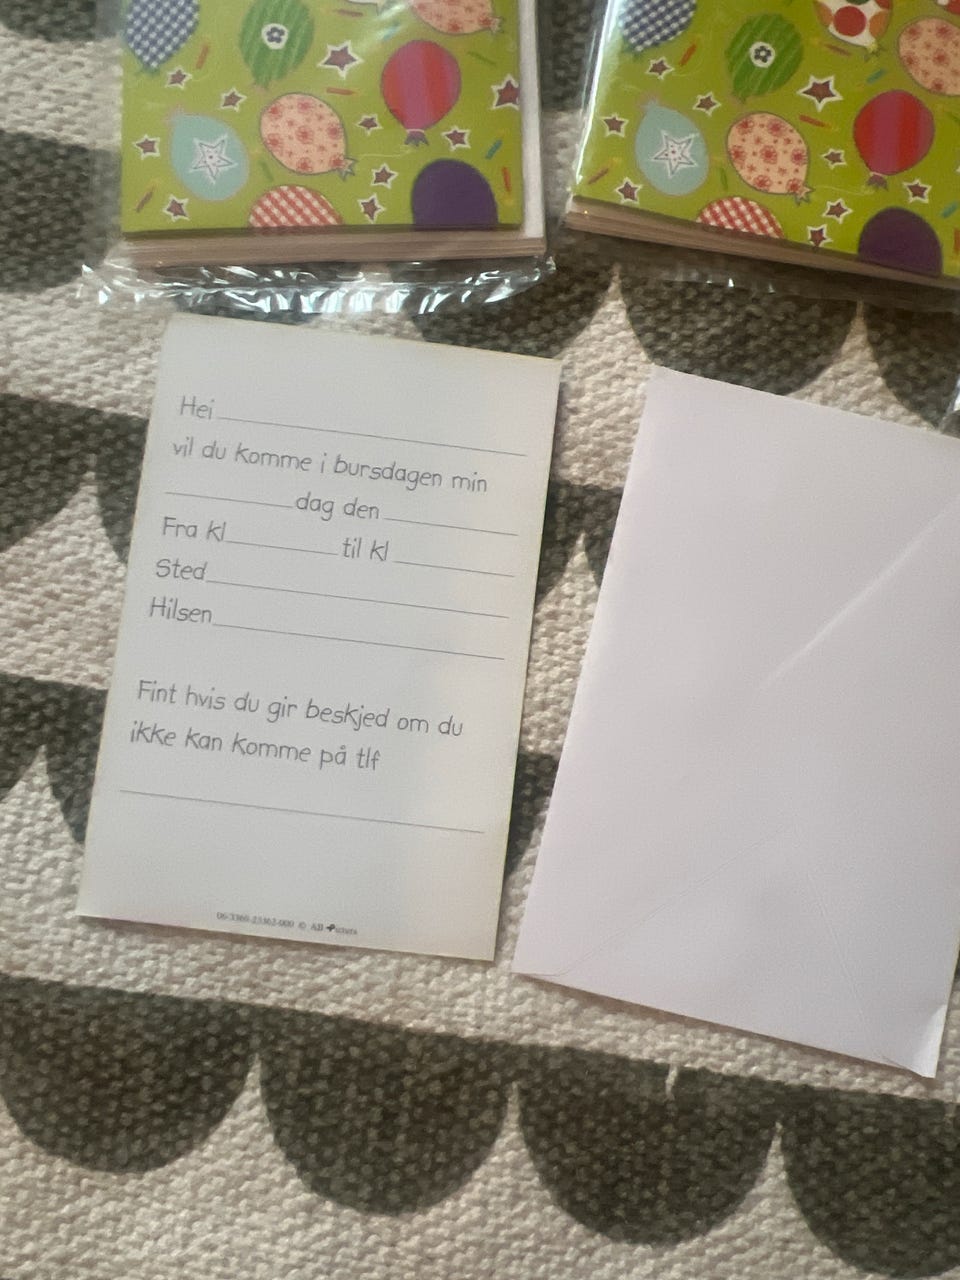 Hei
vil du komme i bursdagen min
dag den
Fra kl til kl
Sted
Hilsen
Fint hvis du gir beskjed om du
ikke kan komme på tlf
© AB